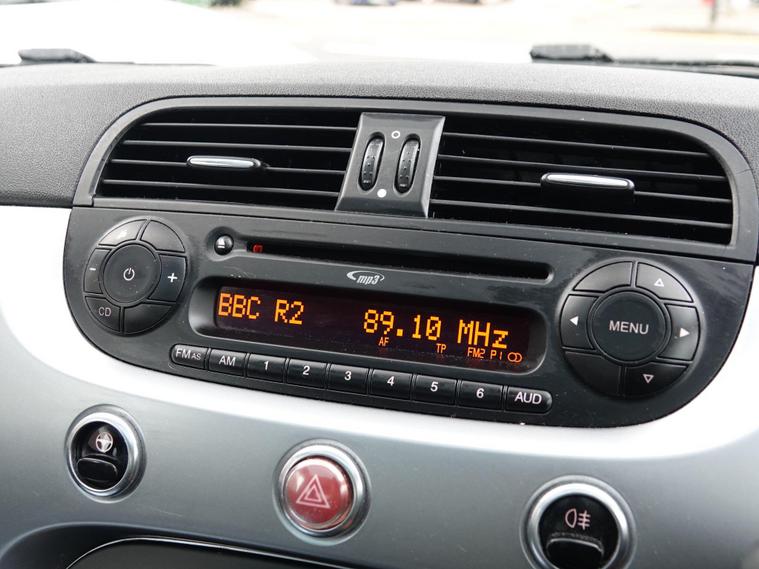 mp3
BBC R2 89.10 MHz
AF TP FM2 P1
CD
MENU
FM AS AM 1 2 3 4 5 6 AUD